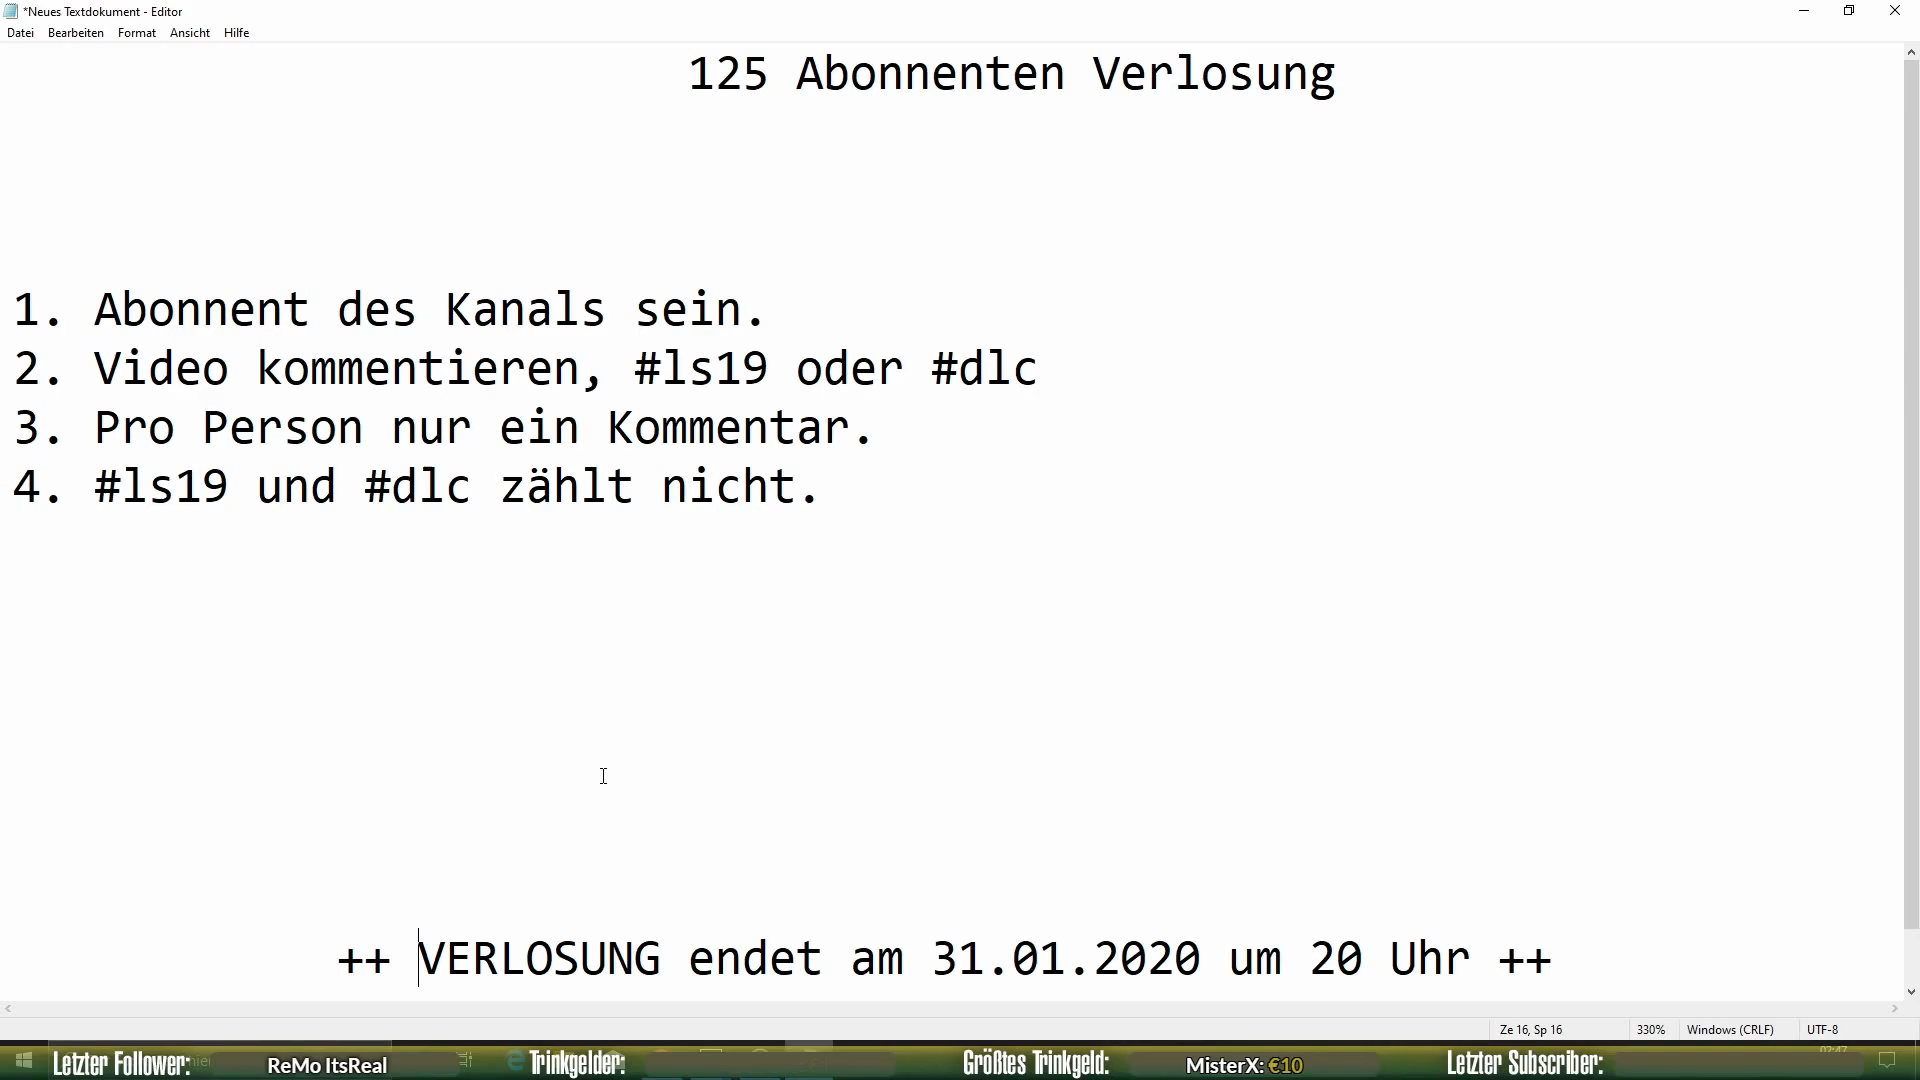 *Neues Textdokument - Editor
Datei Bearbeiten Format Ansicht Hilfe
125 Abonnenten Verlosung
1. Abonnent des Kanals sein.
2. Video kommentieren, #ls19 oder #dlc
3. Pro Person nur ein Kommentar.
4. #ls19 und #dlc zählt nicht.
++ VERLOSUNG endet am 31.01.2020 um 20 Uhr ++
Ze 16, Sp 16 330% Windows (CRLF) UTF-8
Letzter Follower: ReMo ItsReal Trinkgelder: Größtes Trinkgeld: MisterX: €10 Letzter Subscriber: